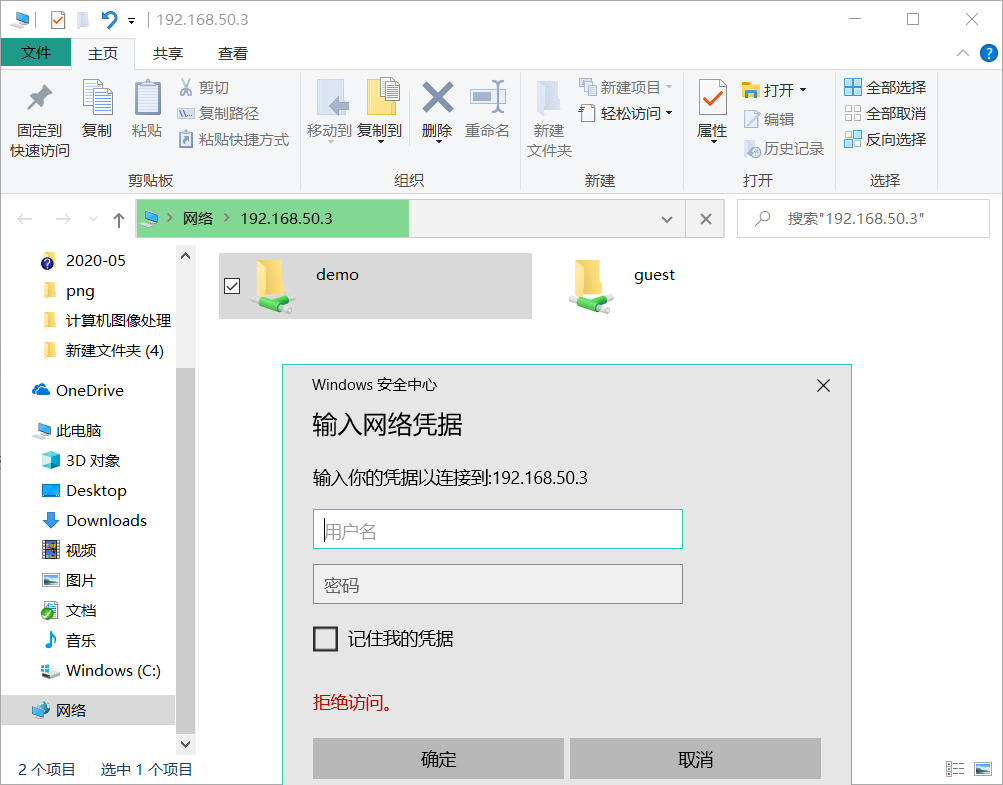 192.168.50.3
文件 主页 共享 查看
固定到
快速访问
复制
粘贴
剪切
复制路径
粘贴快捷方式
剪贴板
移动到 复制到 删除 重命名
组织
新建
文件夹
新建项目
轻松访问
新建
属性
打开
编辑
历史记录
打开
全部选择
全部取消
反向选择
选择
网络 192.168.50.3
搜索"192.168.50.3"
2020-05
png
计算机图像处理
新建文件夹 (4)
OneDrive
此电脑
3D 对象
Desktop
Downloads
视频
图片
文档
音乐
Windows (C:)
网络
demo
guest
Windows 安全中心
输入网络凭据
输入你的凭据以连接到:192.168.50.3
用户名
密码
记住我的凭据
拒绝访问。
确定 取消
2 个项目 选中 1 个项目